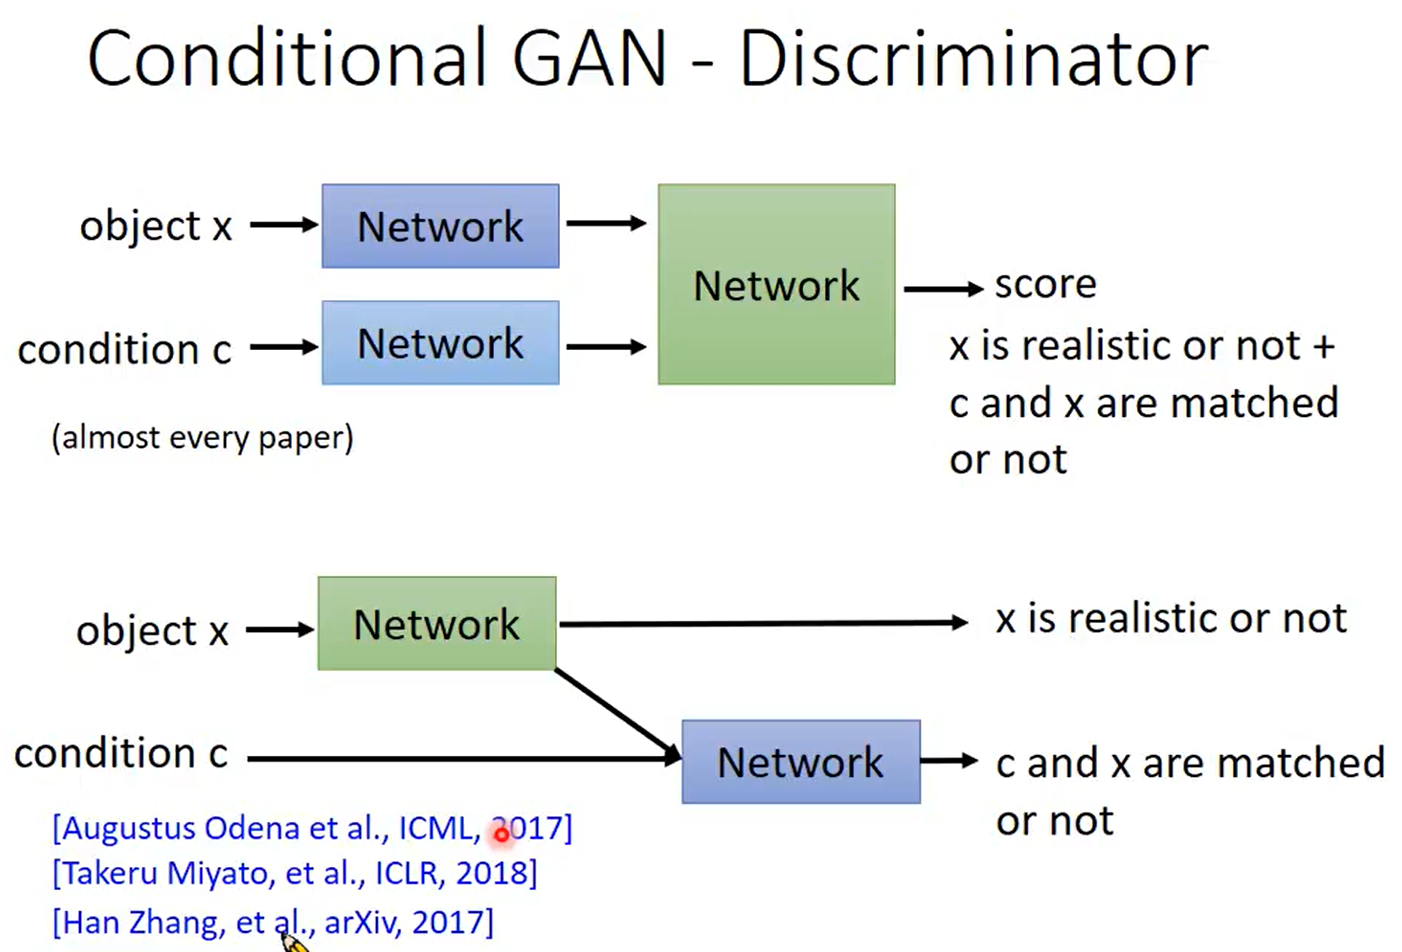 Conditional GAN - Discriminator
object x
Network
Network
score
condition c
Network
x is realistic or not +
c and x are matched
or not
(almost every paper)
object x
Network
x is realistic or not
condition c
Network
c and x are matched
or not
[Augustus Odena et al., ICML, 2017]
[Takeru Miyato, et al., ICLR, 2018]
[Han Zhang, et al., arXiv, 2017]